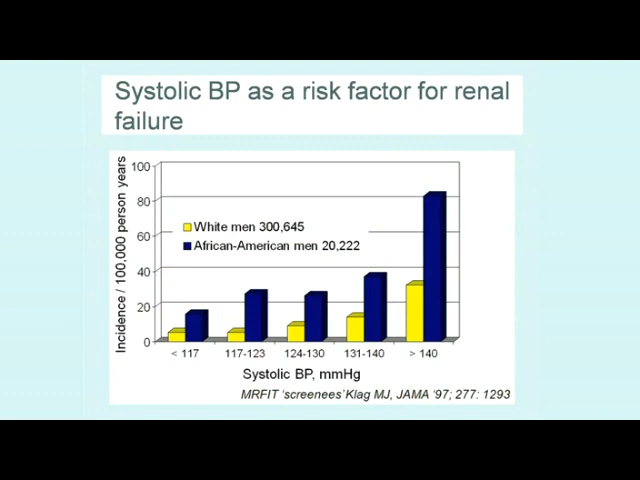 Systolic BP as a risk factor for renal
failure
Incidence / 100,000 person years
100
80
60
40
20
0
White men 300,645
African-American men 20,222
< 117
117-123
124-130
131-140
> 140
Systolic BP, mmHg
MRFIT ‘screenees’Klag MJ, JAMA ‘97; 277: 1293